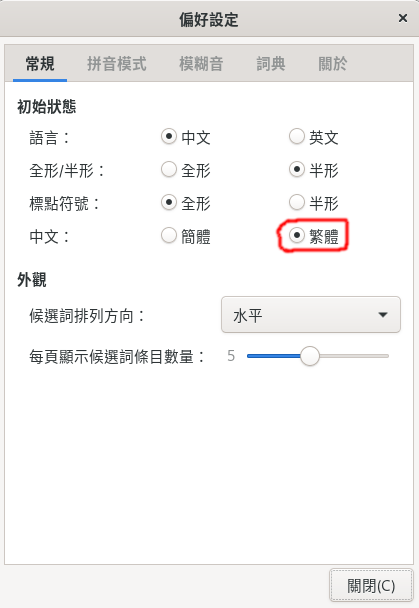 偏好設定 ×
常規 拼音模式 模糊音 詞典 關於
初始狀態
語言： 中文 英文
全形/半形： 全形 半形
標點符號： 全形 半形
中文： 簡體 繁體
外觀
候選詞排列方向： 水平
每頁顯示候選詞條目數量： 5
關閉(C)